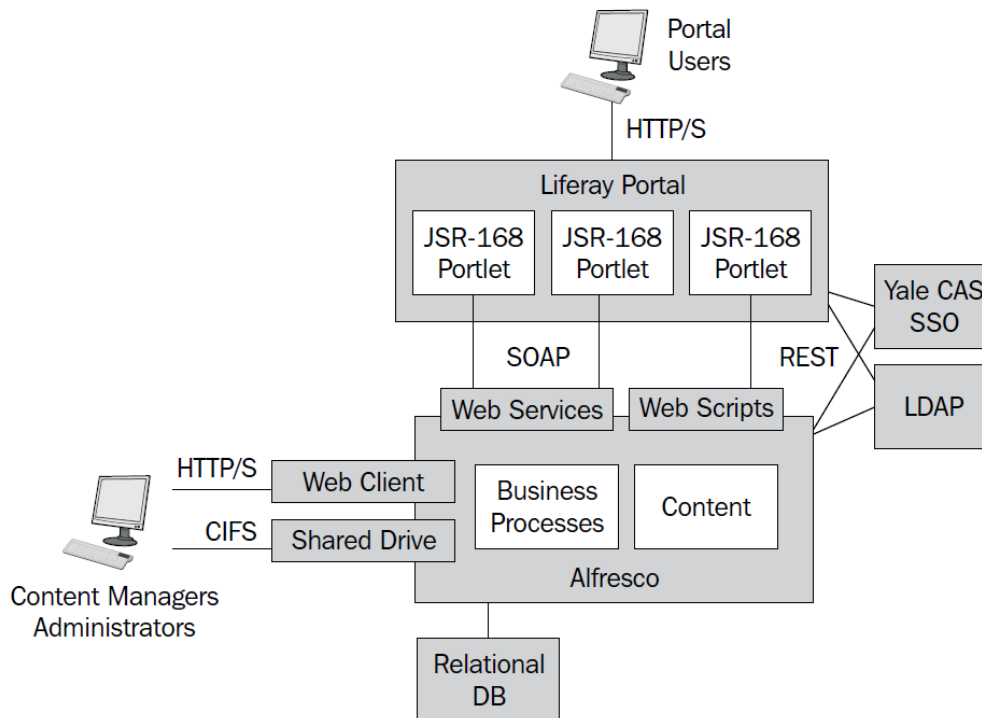 Portal
Users
HTTP/S
Liferay Portal
JSR-168
Portlet
JSR-168
Portlet
JSR-168
Portlet
Yale CAS
SSO
SOAP
REST
LDAP
Web Services
Web Scripts
HTTP/S
Web Client
Business
Processes
Content
CIFS
Shared Drive
Alfresco
Content Managers
Administrators
Relational
DB